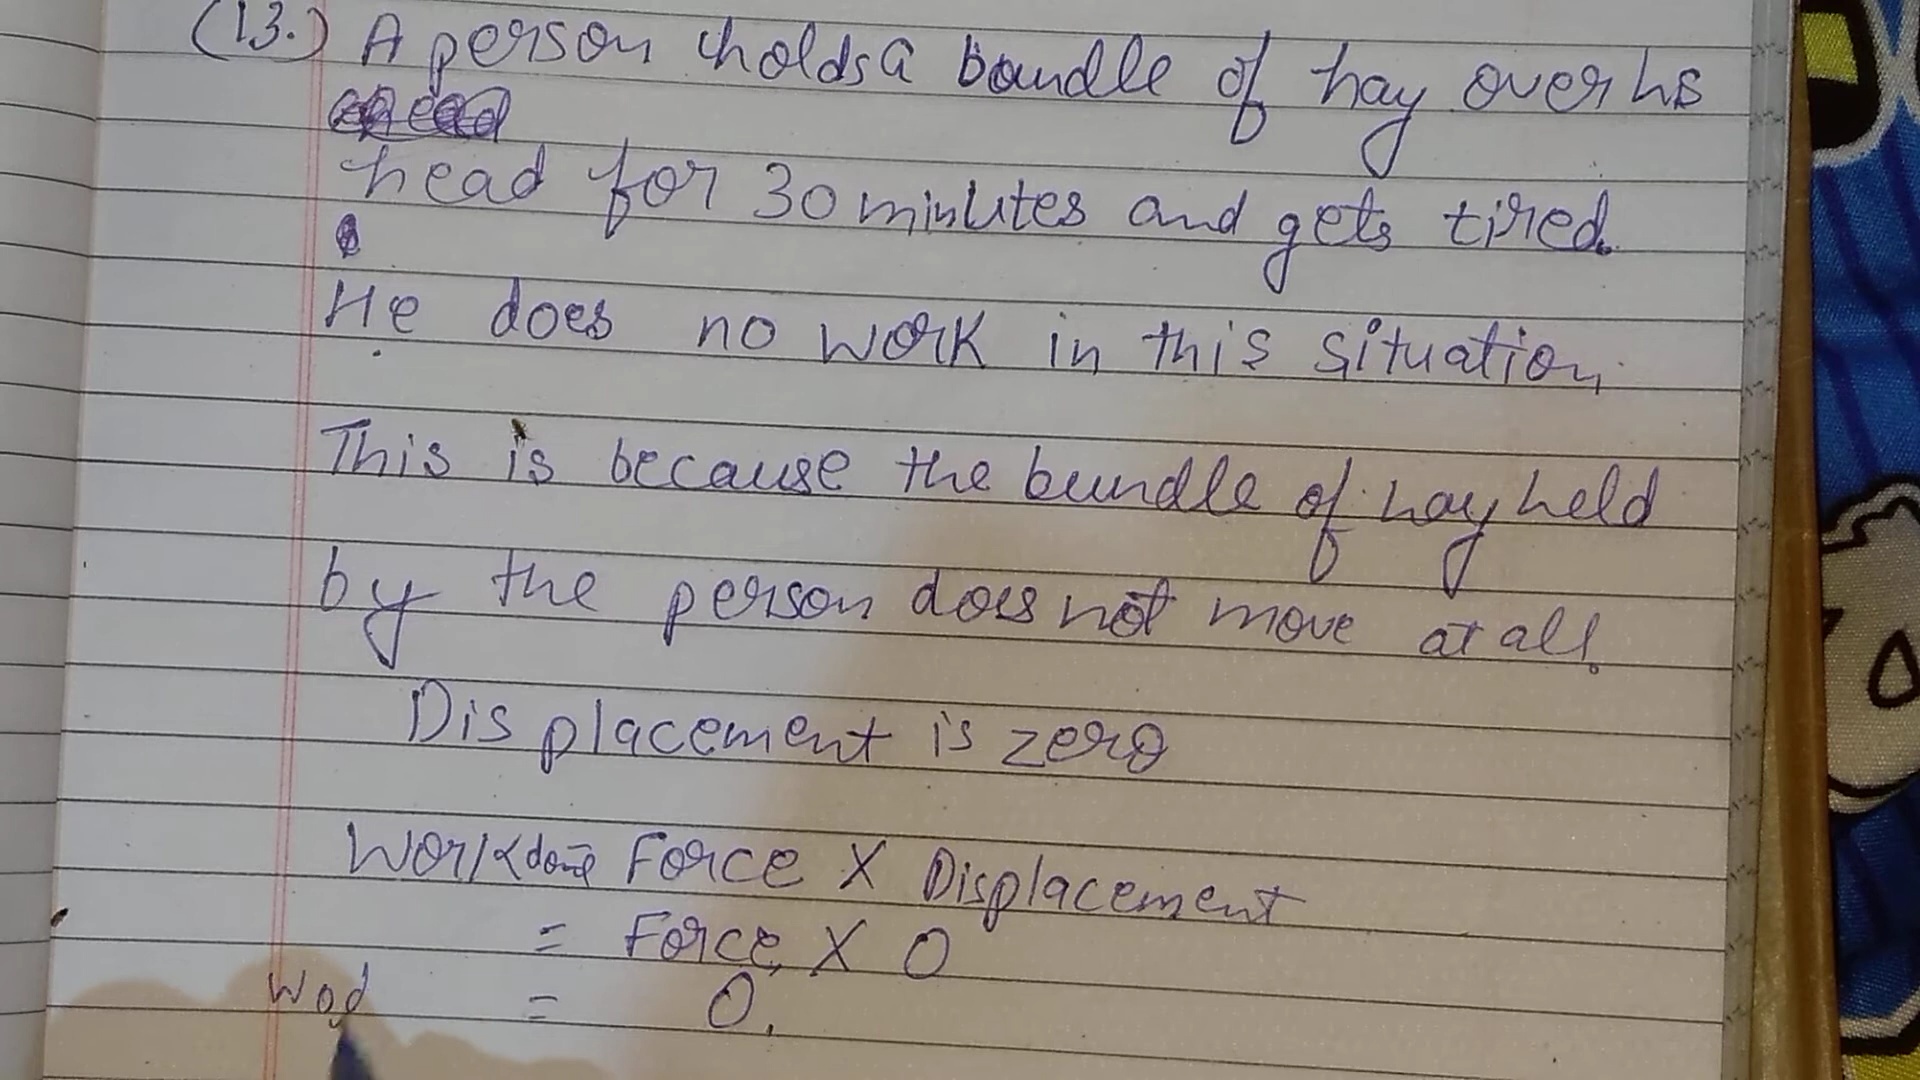 (13.) A person holds a boundle of hay over his
head for 30 minutes and gets tired.
He does no work in this situation
This is because the bundle of hay held
by the person does not move at all.
Displacement is zero
Work done Force X Displacement
= Force X 0
Wod = 0.